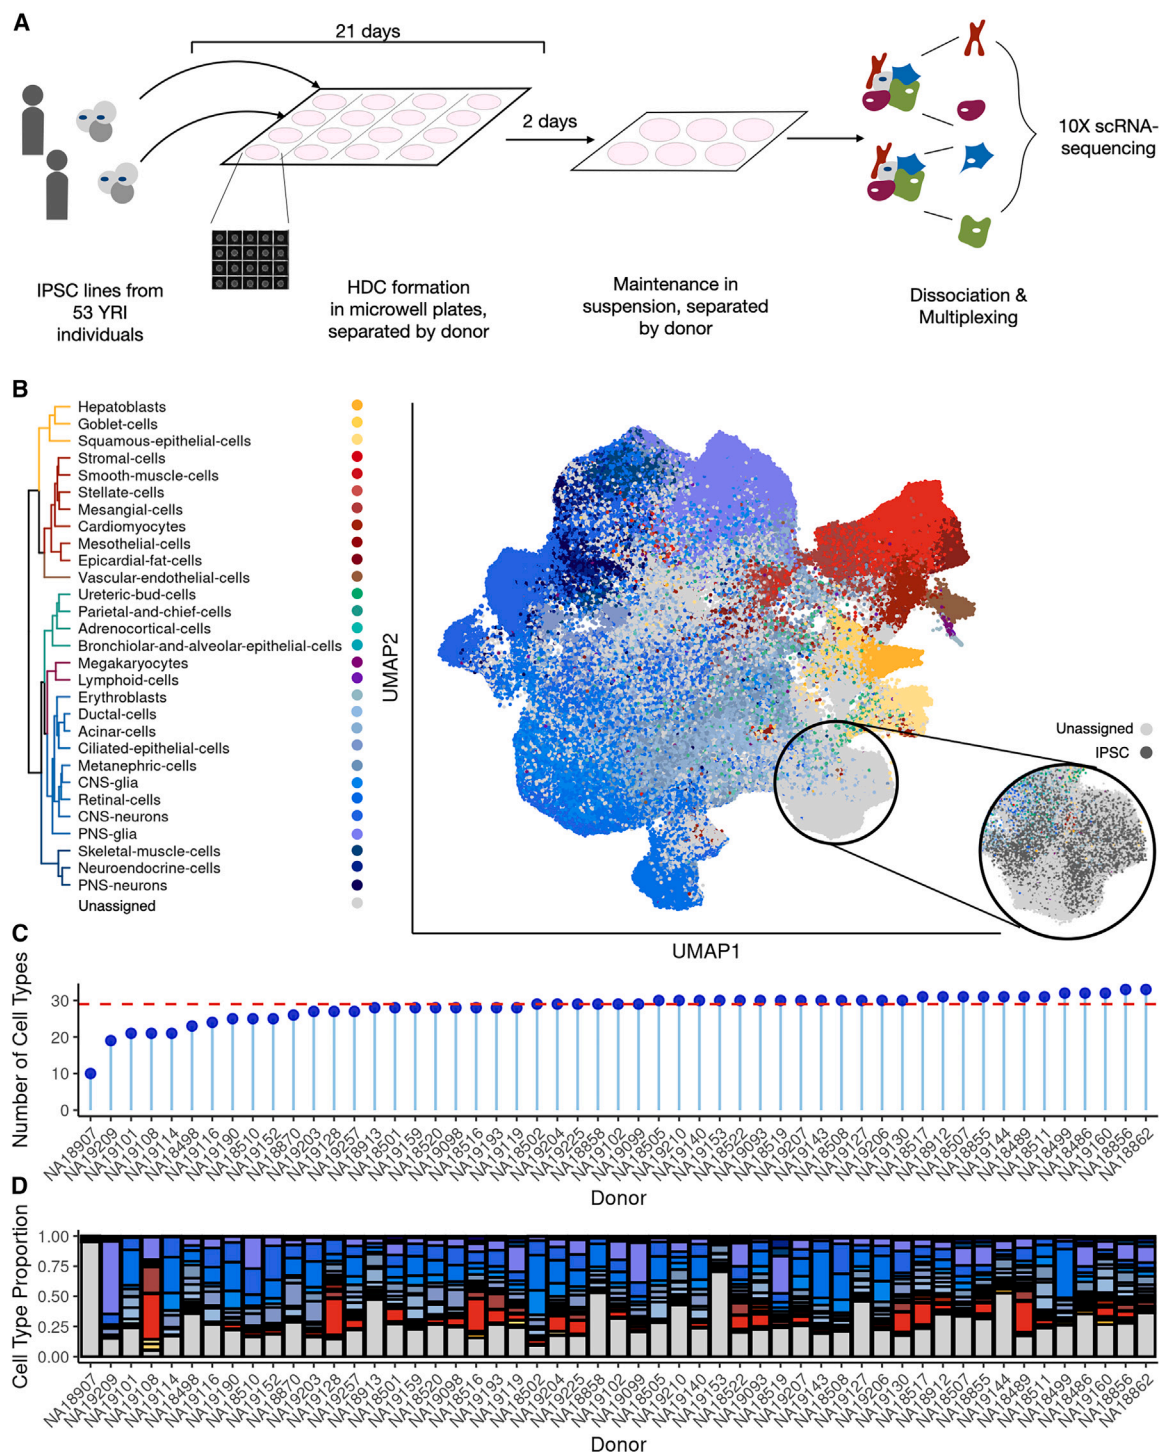 A
21 days
2 days
10X scRNA-
sequencing
IPSC lines from
53 YRI
individuals
HDC formation
in microwell plates,
separated by donor
Maintenance in
suspension, separated
by donor
Dissociation &
Multiplexing
B
Hepatoblasts
Goblet-cells
Squamous-epithelial-cells
Stromal-cells
Smooth-muscle-cells
Stellate-cells
Mesangial-cells
Cardiomyocytes
Mesothelial-cells
Epicardial-fat-cells
Vascular-endothelial-cells
Ureteric-bud-cells
Parietal-and-chief-cells
Adrenocortical-cells
Bronchiolar-and-alveolar-epithelial-cells
Megakaryocytes
Lymphoid-cells
Erythroblasts
Ductal-cells
Acinar-cells
Ciliated-epithelial-cells
Metanephric-cells
CNS-glia
Retinal-cells
CNS-neurons
PNS-glia
Skeletal-muscle-cells
Neuroendocrine-cells
PNS-neurons
Unassigned
UMAP2
UMAP1
Unassigned
IPSC
C
Number of Cell Types
30
20
10
0
NA18907
NA19209
NA19101
NA19108
NA19114
NA18498
NA19116
NA19190
NA18510
NA19152
NA18870
NA19203
NA19128
NA19257
NA18913
NA18501
NA19159
NA18520
NA19098
NA18516
NA19193
NA19119
NA18502
NA19204
NA19225
NA18858
NA19102
NA19099
NA18505
NA19210
NA19140
NA19153
NA18522
NA19093
NA18519
NA19207
NA19143
NA18508
NA19127
NA19206
NA19130
NA18517
NA18912
NA18507
NA18855
NA19144
NA18489
NA18511
NA18499
NA18486
NA19160
NA18856
NA18862
Donor
D
Cell Type Proportion
1.00
0.75
0.50
0.25
0.00
NA18907
NA19209
NA19101
NA19108
NA19114
NA18498
NA19116
NA19190
NA18510
NA19152
NA18870
NA19203
NA19128
NA19257
NA18913
NA18501
NA19159
NA18520
NA19098
NA18516
NA19193
NA19119
NA18502
NA19204
NA19225
NA18858
NA19102
NA19099
NA18505
NA19210
NA19140
NA19153
NA18522
NA19093
NA18519
NA19207
NA19143
NA18508
NA19127
NA19206
NA19130
NA18517
NA18912
NA18507
NA18855
NA19144
NA18489
NA18511
NA18499
NA18486
NA19160
NA18856
NA18862
Donor